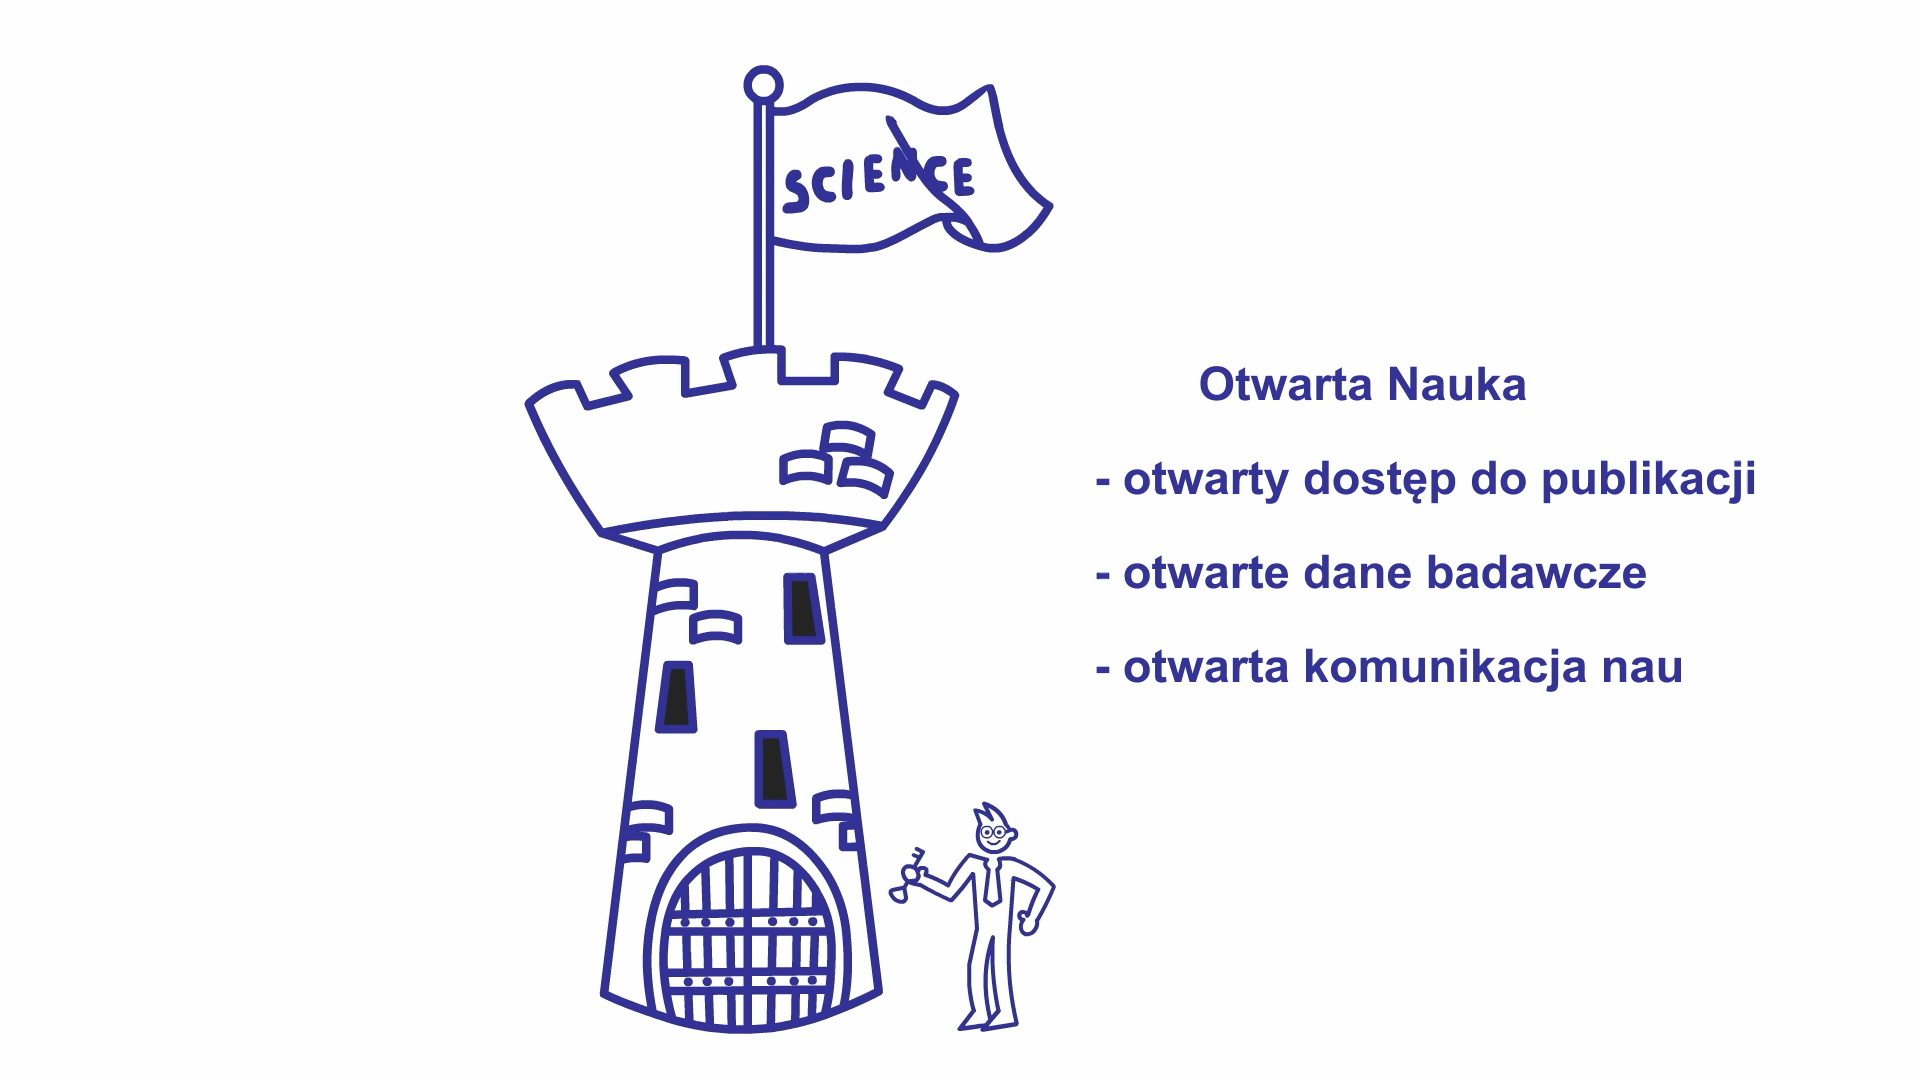 SCIENCE
Otwarta Nauka
- otwarty dostęp do publikacji
- otwarte dane badawcze
- otwarta komunikacja nau